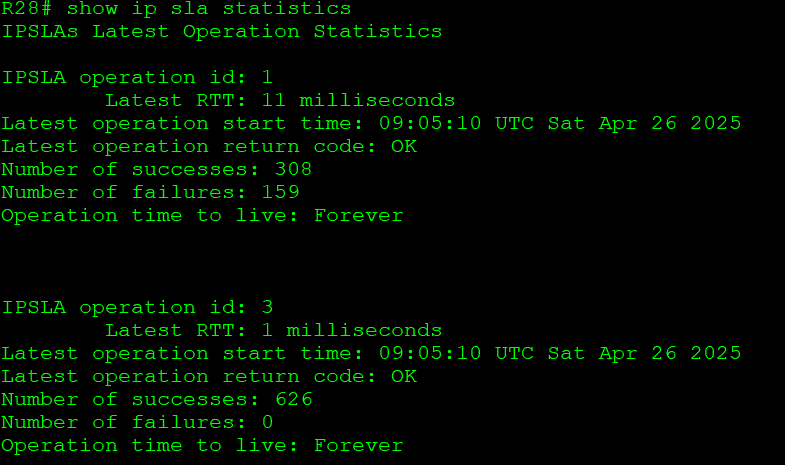 R28# show ip sla statistics
IPSLAs Latest Operation Statistics
IPSLA operation id: 1
Latest RTT: 11 milliseconds
Latest operation start time: 09:05:10 UTC Sat Apr 26 2025
Latest operation return code: OK
Number of successes: 308
Number of failures: 159
Operation time to live: Forever
IPSLA operation id: 3
Latest RTT: 1 milliseconds
Latest operation start time: 09:05:10 UTC Sat Apr 26 2025
Latest operation return code: OK
Number of successes: 626
Number of failures: 0
Operation time to live: Forever